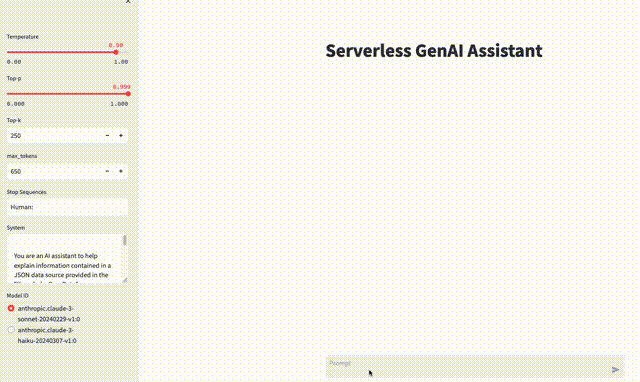 ×
Temperature
0.90
0.00 1.00
Top-p
0.999
0.000 1.000
Top-k
250 - +
max_tokens
650 - +
Stop Sequences
Human:
System
You are an AI assistant to help
explain information contained in a
JSON data source provided in the
Model ID
anthropic.claude-3-
sonnet-20240229-v1:0
anthropic.claude-3-
haiku-20240307-v1:0
Serverless GenAI Assistant
Prompt